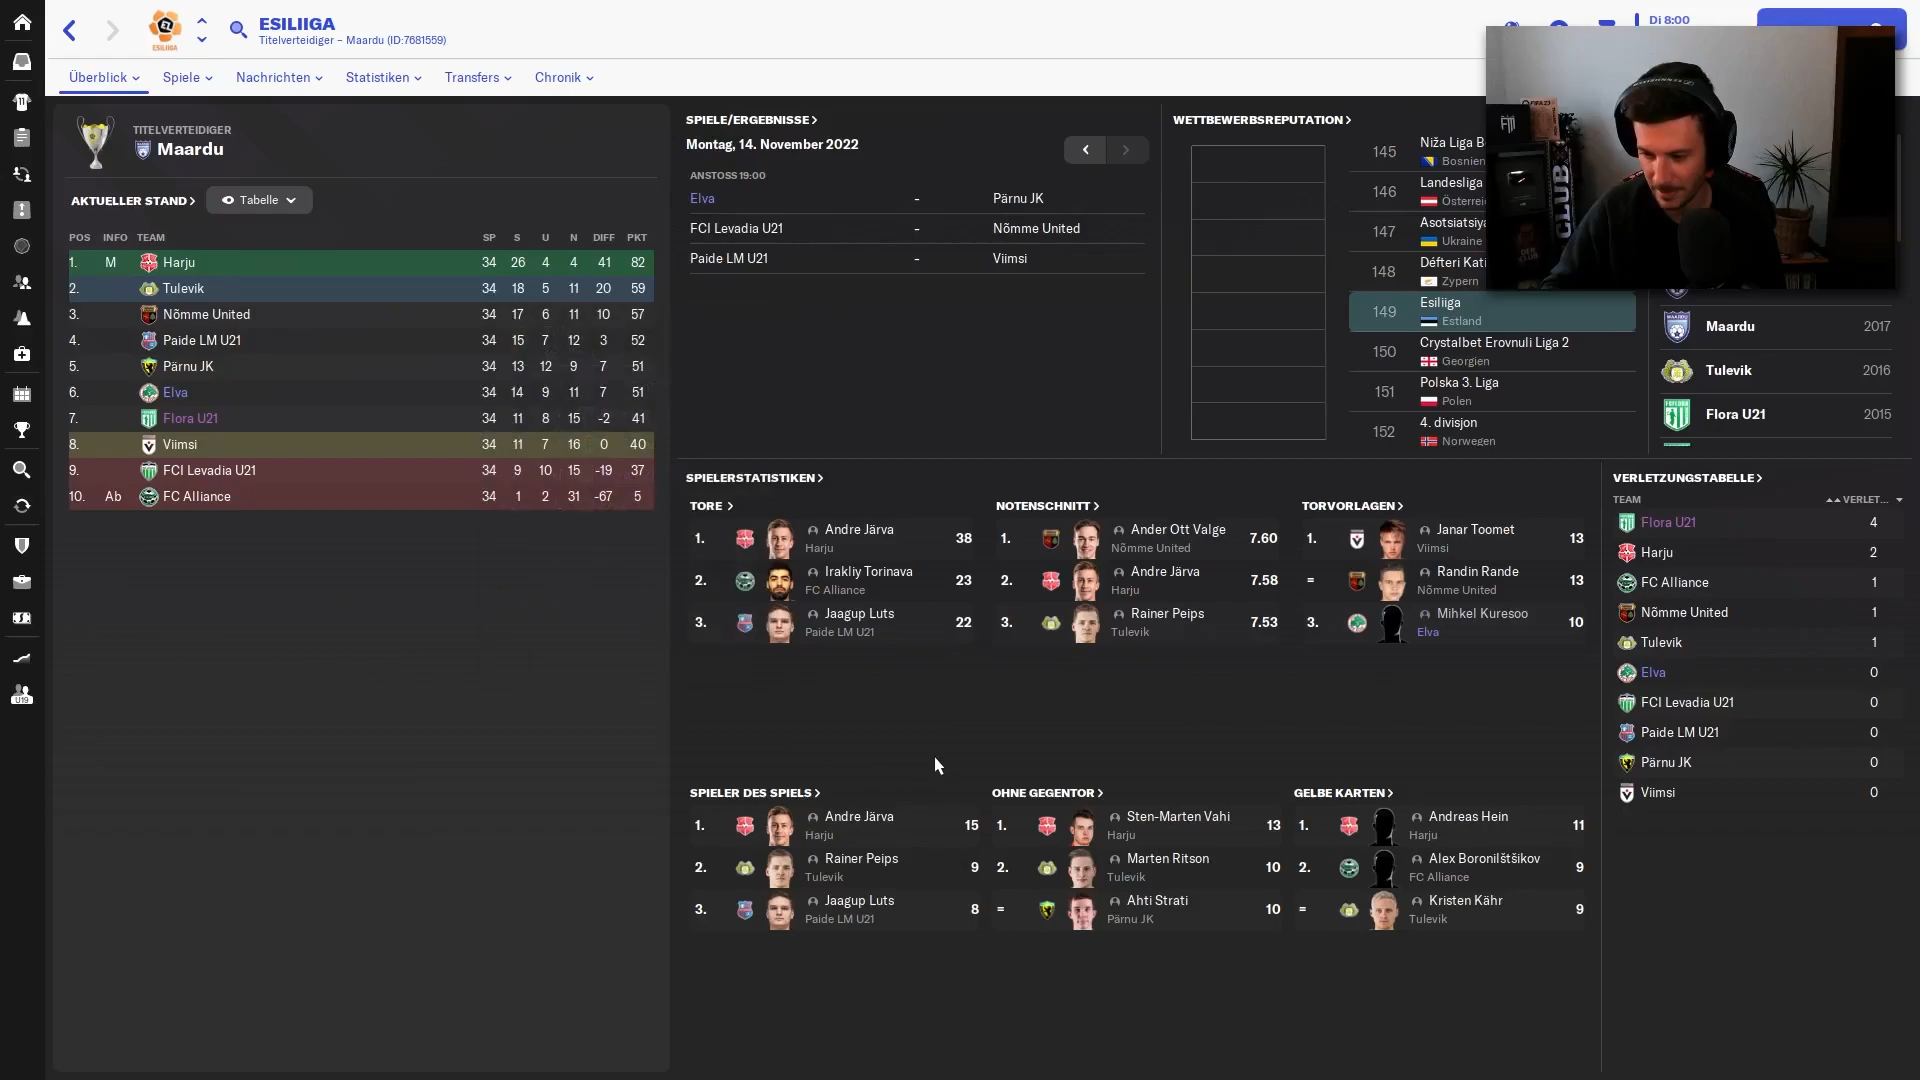 ESILIIGA
Titelverteidiger – Maardu (ID:7681559)
Di 8:00
Überblick
Spiele
Nachrichten
Statistiken
Transfers
Chronik
TITELVERTEIDIGER
Maardu
AKTUELLER STAND
Tabelle
POS INFO TEAM SP S U N DIFF PKT
1. M Harju 34 26 4 4 41 82
2. Tulevik 34 18 5 11 20 59
3. Nõmme United 34 17 6 11 10 57
4. Paide LM U21 34 15 7 12 3 52
5. Pärnu JK 34 13 12 9 7 51
6. Elva 34 14 9 11 7 51
7. Flora U21 34 11 8 15 -2 41
8. Viimsi 34 11 7 16 0 40
9. FCI Levadia U21 34 9 10 15 -19 37
10. Ab FC Alliance 34 1 2 31 -67 5
SPIELE/ERGEBNISSE
Montag, 14. November 2022
ANSTOSS 19:00
Elva - Pärnu JK
FCI Levadia U21 - Nõmme United
Paide LM U21 - Viimsi
WETTBEWERBSREPUTATION
145 Niža Liga B
Bosnien
146 Landesliga
Österrei
147 Asotsiatsiya
Ukraine
148 Défteri Kati
Zypern
149 Esiliiga
Estland
150 Crystalbet Erovnuli Liga 2
Georgien
151 Polska 3. Liga
Polen
152 4. divisjon
Norwegen
Maardu 2017
Tulevik 2016
Flora U21 2015
CLUB
SPIELERSTATISTIKEN
TORE
1. Andre Järva 38
Harju
2. Irakliy Torinava 23
FC Alliance
3. Jaagup Luts 22
Paide LM U21
NOTENSCHNITT
1. Ander Ott Valge 7.60
Nõmme United
2. Andre Järva 7.58
Harju
3. Rainer Peips 7.53
Tulevik
TORVORLAGEN
1. Janar Toomet 13
Viimsi
= Randin Rande 13
Nõmme United
3. Mihkel Kuresoo 10
Elva
SPIELER DES SPIELS
1. Andre Järva 15
Harju
2. Rainer Peips 9
Tulevik
3. Jaagup Luts 8
Paide LM U21
OHNE GEGENTOR
1. Sten-Marten Vahi 13
Harju
2. Marten Ritson 10
Tulevik
= Ahti Strati 10
Pärnu JK
GELBE KARTEN
1. Andreas Hein 11
Harju
2. Alex Boronilštšikov 9
FC Alliance
= Kristen Kähr 9
Tulevik
VERLETZUNGSTABELLE
TEAM VERLET...
Flora U21 4
Harju 2
FC Alliance 1
Nõmme United 1
Tulevik 1
Elva 0
FCI Levadia U21 0
Paide LM U21 0
Pärnu JK 0
Viimsi 0
U19